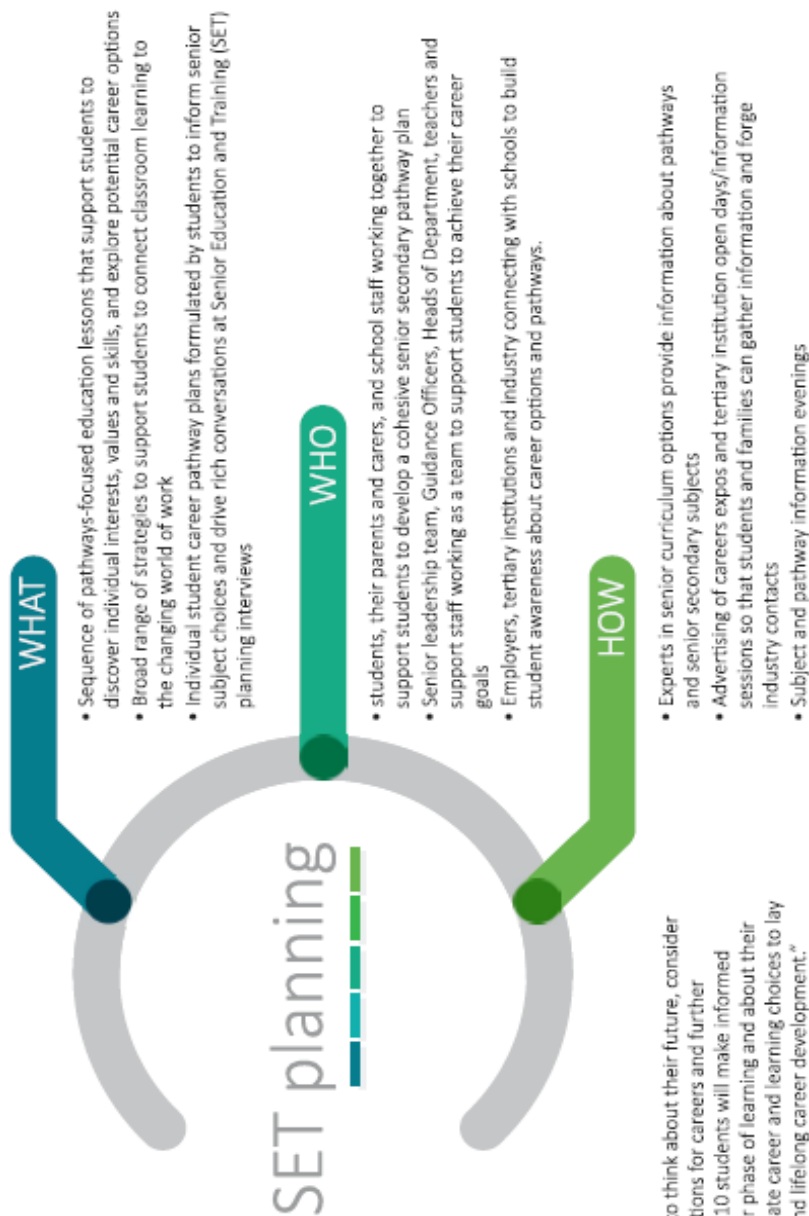 SET planning
WHAT
• Sequence of pathways-focused education lessons that support students to
discover individual interests, values and skills, and explore potential career options
• Broad range of strategies to support students to connect classroom learning to
the changing world of work
• Individual student career pathway plans formulated by students to inform senior
subject choices and drive rich conversations at Senior Education and Training (SET)
planning interviews
WHO
• students, their parents and carers, and school staff working together to
support students to develop a cohesive senior secondary pathway plan
• Senior leadership team, Guidance Officers, Heads of Department, teachers and
support staff working as a team to support students to achieve their career
goals
• Employers, tertiary institutions and industry connecting with schools to build
student awareness about career options and pathways.
HOW
• Experts in senior curriculum options provide information about pathways
and senior secondary subjects
• Advertising of careers expos and tertiary institution open days/information
sessions so that students and families can gather information and forge
industry contacts
• Subject and pathway information evenings
think about their future, consider
tions for careers and further
10 students will make informed
r phase of learning and about their
ate career and learning choices to lay
nd lifelong career development."